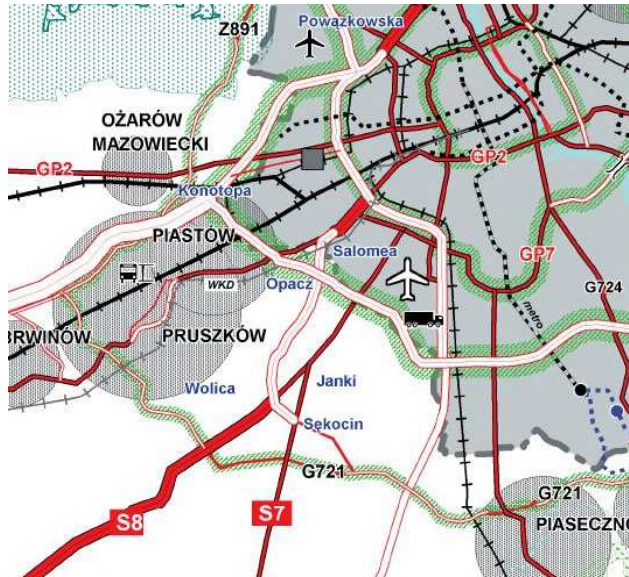 Powązkowska
Z891
OŻARÓW
MAZOWIECKI
GP2
GP2
Konotopa
PIASTÓW
Salomea
GP7
WKD
Opacz
G724
metro
BRWINÓW
PRUSZKÓW
Wolica
Janki
Sękocin
G721
G721
S8
S7
PIASECZNO